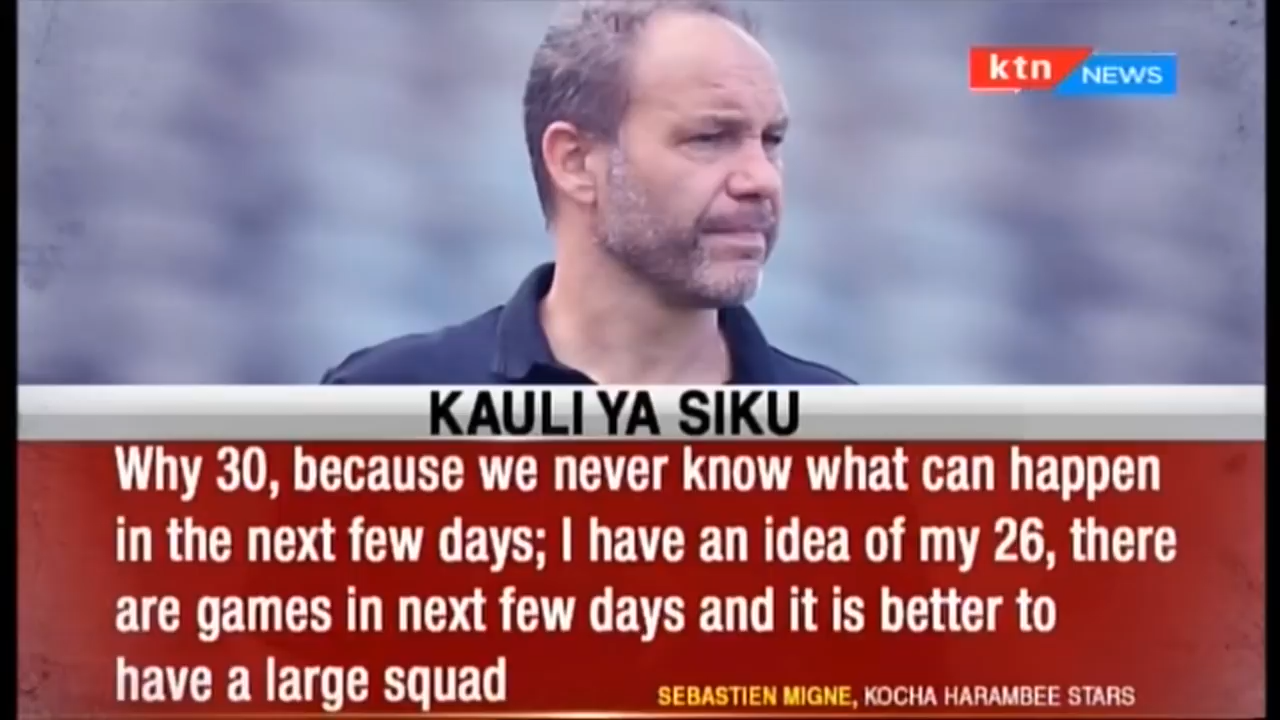 ktn NEWS
KAULI YA SIKU
Why 30, because we never know what can happen
in the next few days; I have an idea of my 26, there
are games in next few days and it is better to
have a large squad
SEBASTIEN MIGNE, KOCHA HARAMBEE STARS